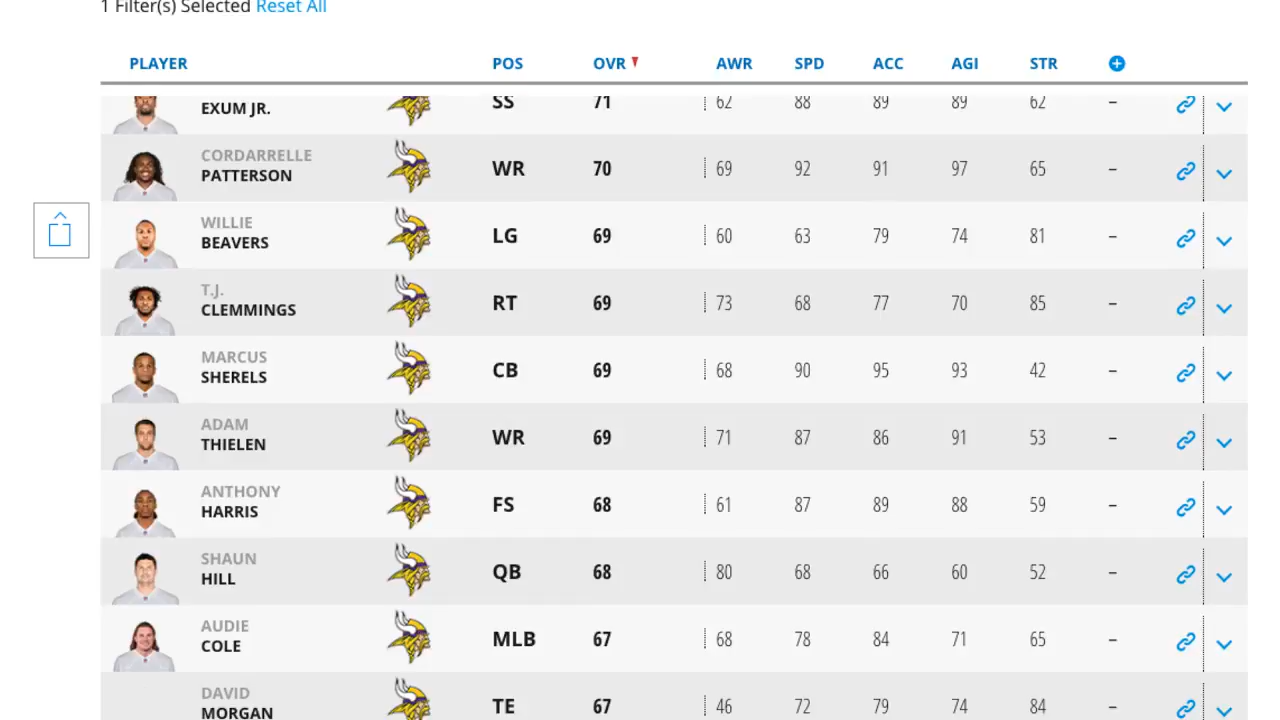 1 Filter(s) Selected Reset All
PLAYER POS OVR AWR SPD ACC AGI STR
EXUM JR. SS 71 62 88 89 89 62 –
CORDARRELLE
PATTERSON WR 70 69 92 91 97 65 –
WILLIE
BEAVERS LG 69 60 63 79 74 81 –
T.J.
CLEMMINGS RT 69 73 68 77 70 85 –
MARCUS
SHERELS CB 69 68 90 95 93 42 –
ADAM
THIELEN WR 69 71 87 86 91 53 –
ANTHONY
HARRIS FS 68 61 87 89 88 59 –
SHAUN
HILL QB 68 80 68 66 60 52 –
AUDIE
COLE MLB 67 68 78 84 71 65 –
DAVID
MORGAN TE 67 46 72 79 74 84 –